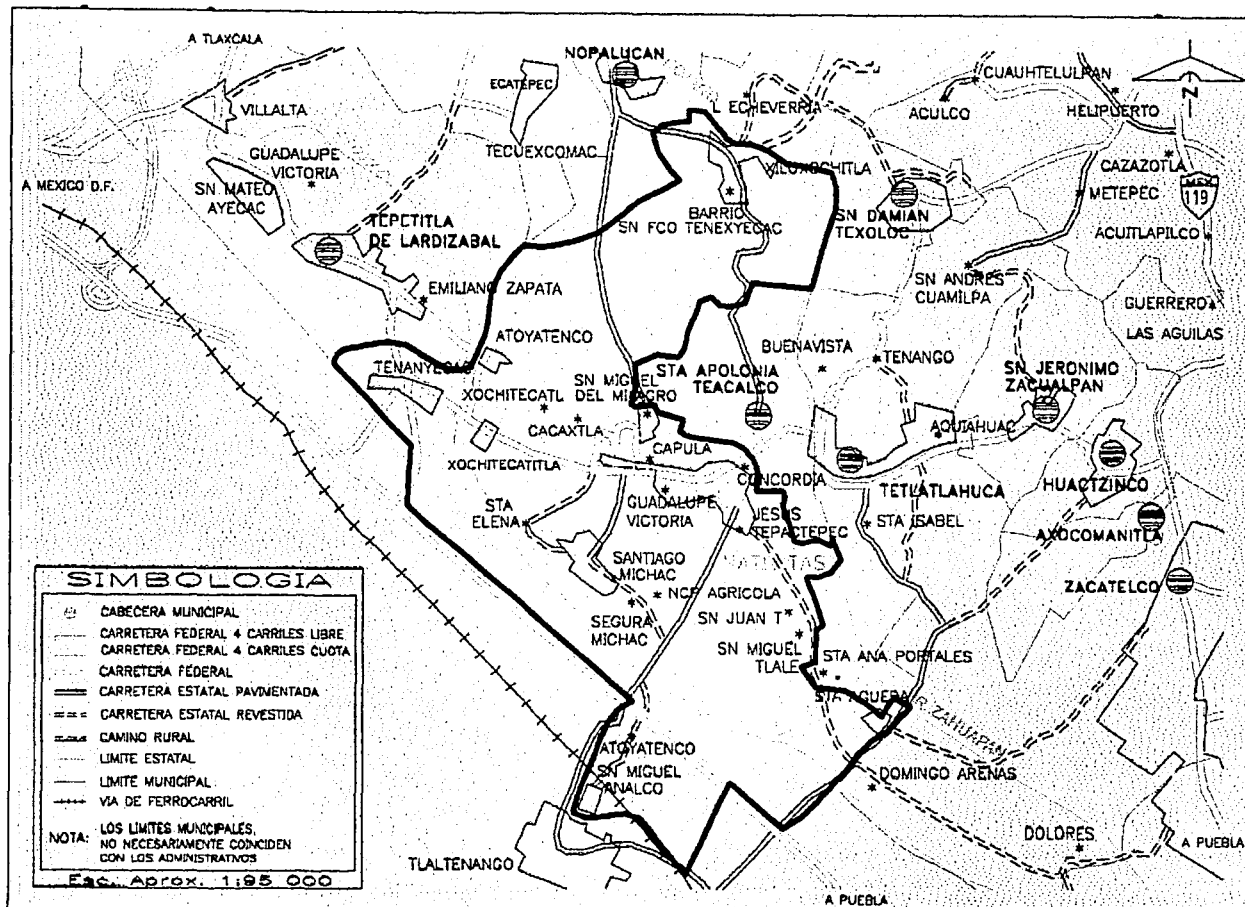 A TLAXCALA
NOPALUCAN
ECATEPEC
L. ECHEVERRIA
CUAUHTELULPAN
ACULCO
HELIPUERTO
N
VILLALTA
GUADALUPE
VICTORIA
TECUEXCOMAC
XILOXOCHITLA
CAZAZOTLA
METEPEC
MEX
119
A MEXICO D.F.
SN MATEO
AYECAC
BARRIO
SN FCO TENEXYECAC
SN DAMIAN
TEXOLOC
ACUITLAPILCO
TEPETITLA
DE LARDIZABAL
SN ANDRES
CUAMILPA
EMILIANO ZAPATA
GUERRERO
LAS AGUILAS
ATOYATENCO
BUENAVISTA
TENANGO
TENANYECAC
SN MIGUEL
DEL MILAGRO
STA APOLONIA
TEACALCO
SN JERONIMO
ZACUALPAN
XOCHITECATL
CACAXTLA
AQUIAHUAC
CAPULA
XOCHITECATITLA
CONCORDIA
TETLATLAHUCA
HUACTZINCO
STA
ELENA
GUADALUPE
VICTORIA
JESUS
TEPACTEPEC
STA ISABEL
AXOCOMANITLA
SANTIAGO
MICHAC
NATIVITAS
ZACATELCO
NCP AGRICOLA
SEGURA
MICHAC
SN JUAN T
SN MIGUEL
TLALE
STA ANA PORTALES
STA AGUEDA
R. ZAHUAPAN
ATOYATENCO
SN MIGUEL
ANALCO
DOMINGO ARENAS
DOLORES
A PUEBLA
TLALTENANGO
A PUEBLA
SIMBOLOGIA
CABECERA MUNICIPAL
CARRETERA FEDERAL 4 CARRILES LIBRE
CARRETERA FEDERAL 4 CARRILES CUOTA
CARRETERA FEDERAL
CARRETERA ESTATAL PAVIMENTADA
CARRETERA ESTATAL REVESTIDA
CAMINO RURAL
LIMITE ESTATAL
LIMITE MUNICIPAL
VIA DE FERROCARRIL
NOTA: LOS LIMITES MUNICIPALES,
NO NECESARIAMENTE COINCIDEN
CON LOS ADMINISTRATIVOS
Esc. Aprox. 1:95 000